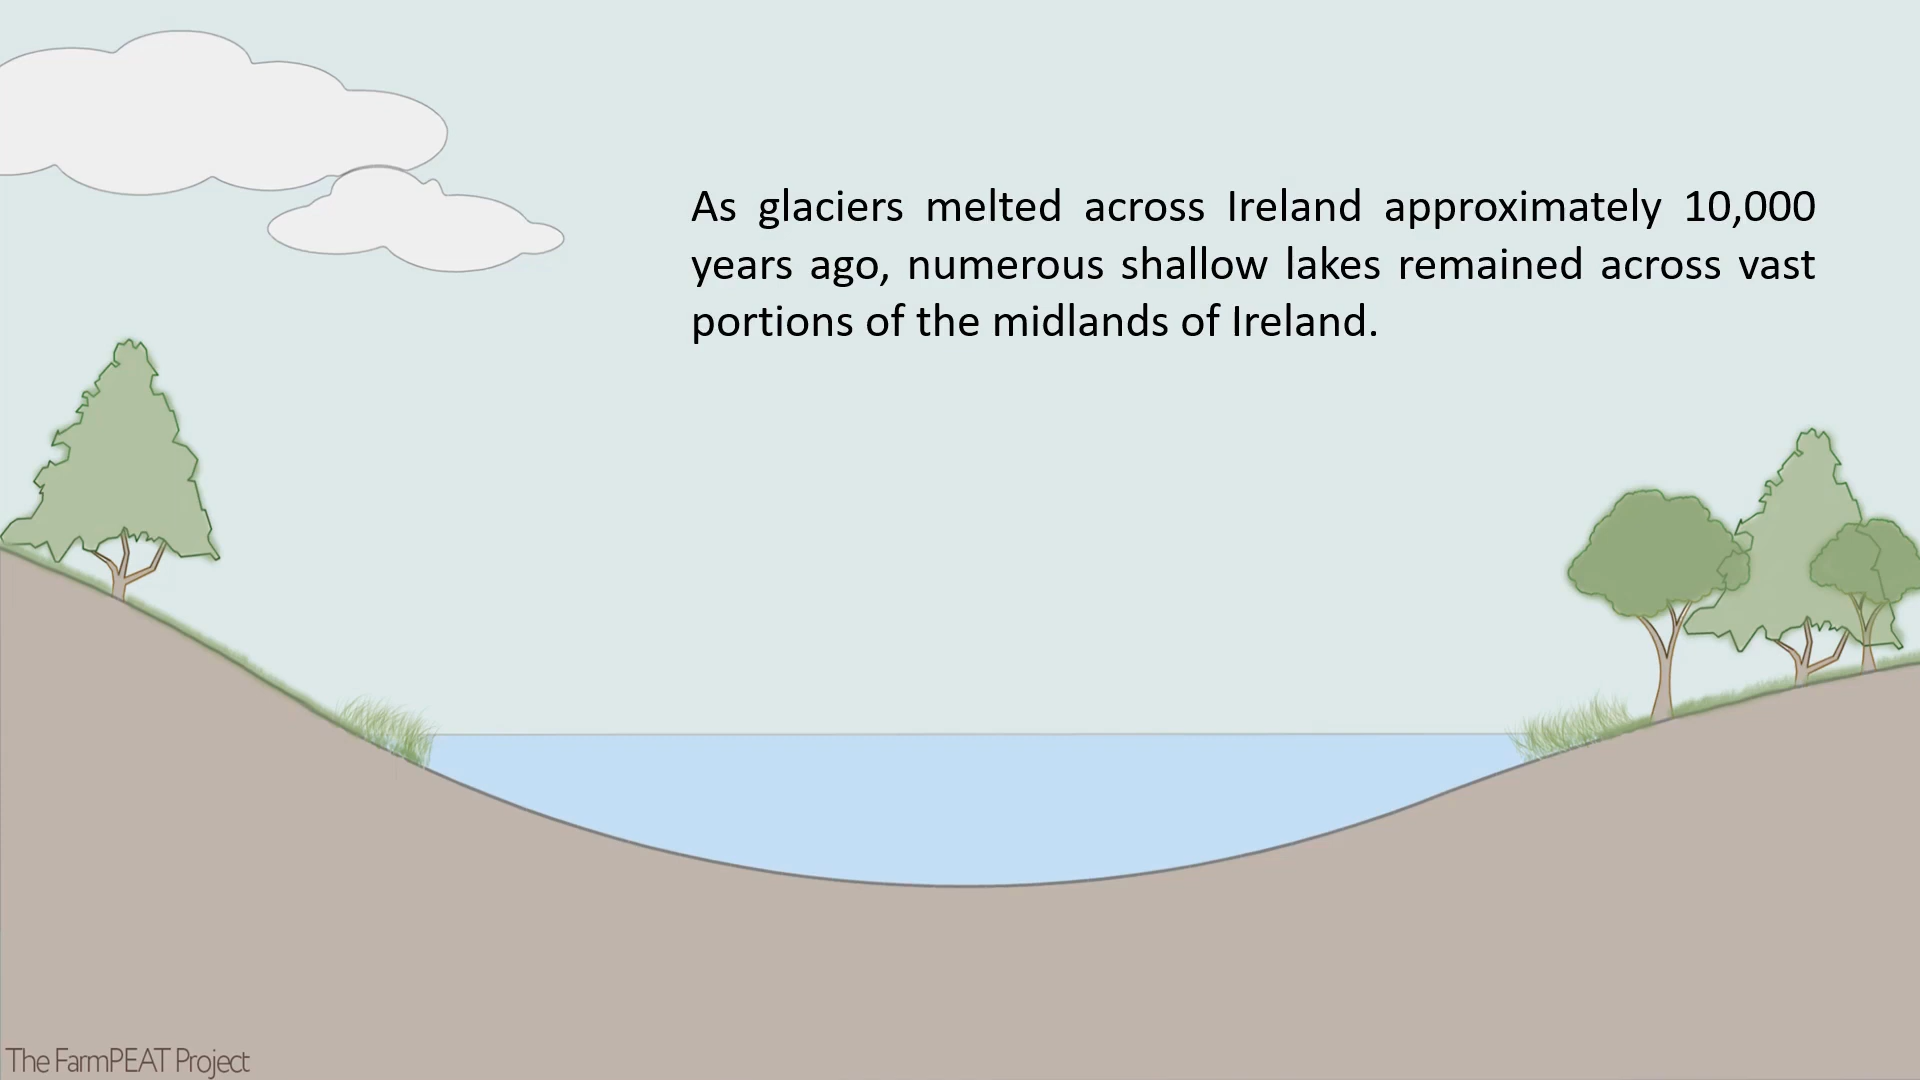 As glaciers melted across Ireland approximately 10,000
years ago, numerous shallow lakes remained across vast
portions of the midlands of Ireland.
The FarmPEAT Project